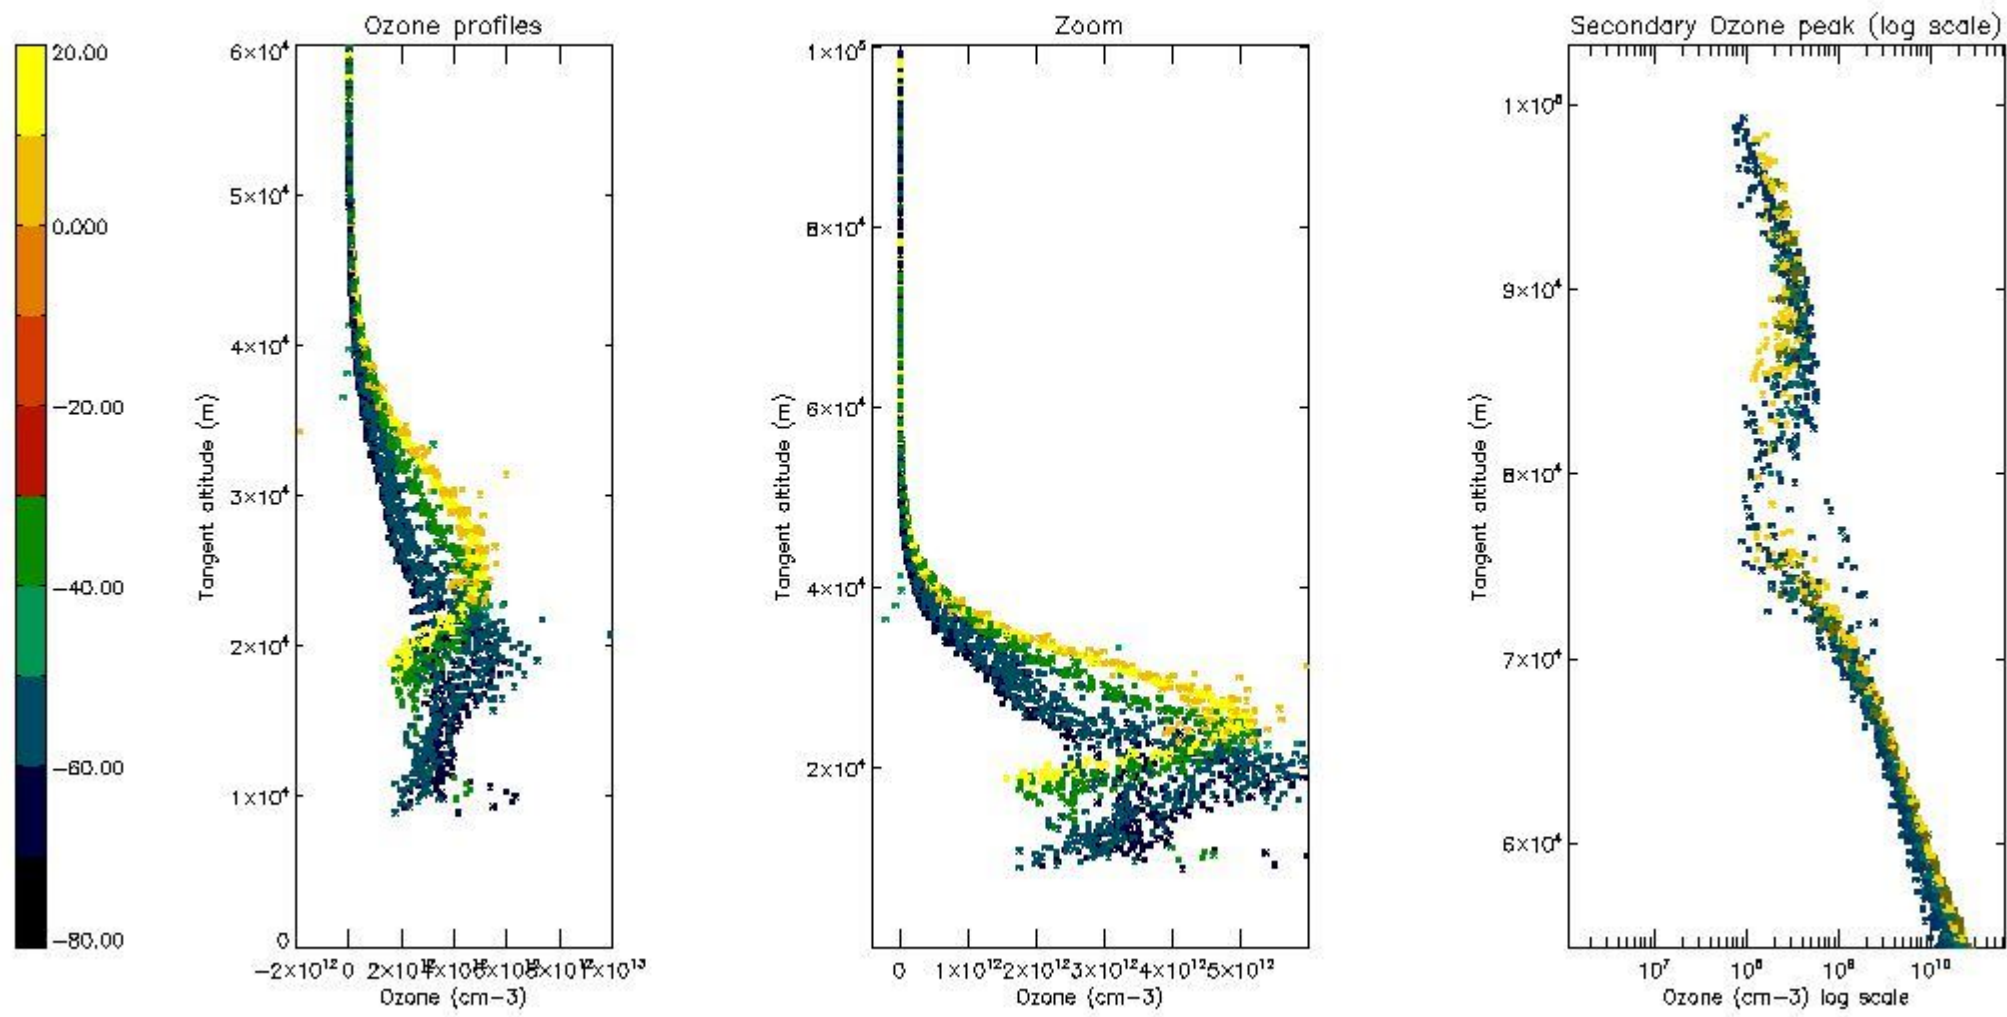 20.00
0.000
−20.00
−40.00
−60.00
−80.00
Ozone profiles
6×10⁴
5×10⁴
4×10⁴
3×10⁴
2×10⁴
1×10⁴
0
Tangent altitude (m)
−2×10¹² 0
Ozone (cm−3)
Zoom
1×10⁵
8×10⁴
6×10⁴
4×10⁴
2×10⁴
Tangent altitude (m)
0 1×10¹² 2×10¹² 3×10¹² 4×10¹² 5×10¹²
Ozone (cm−3)
Secondary Ozone peak (log scale)
9×10⁴
8×10⁴
7×10⁴
6×10⁴
Tangent altitude (m)
10⁷ 10⁸ 10⁹ 10¹⁰
Ozone (cm−3) log scale